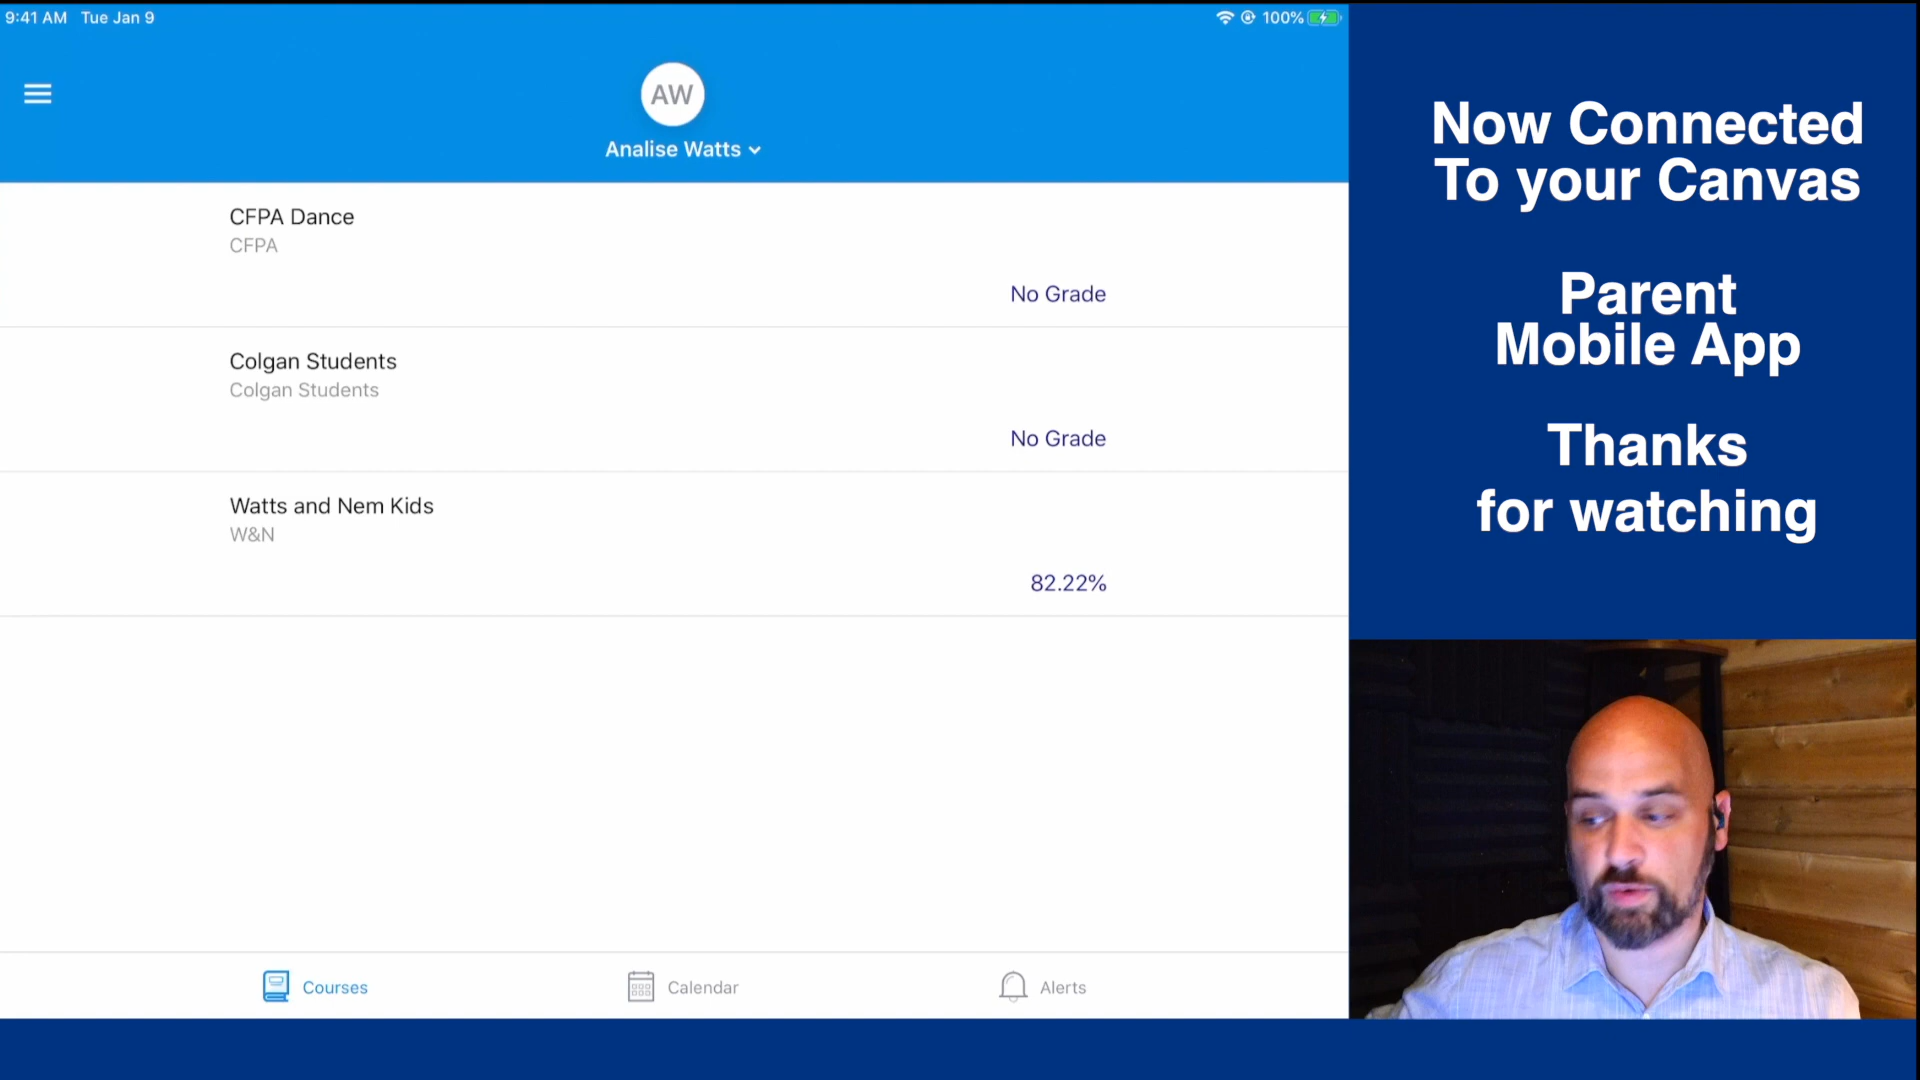 9:41 AM Tue Jan 9
100%
AW
Analise Watts
CFPA Dance
CFPA
No Grade
Colgan Students
Colgan Students
No Grade
Watts and Nem Kids
W&N
82.22%
Courses
Calendar
Alerts
Now Connected
To your Canvas
Parent
Mobile App
Thanks
for watching